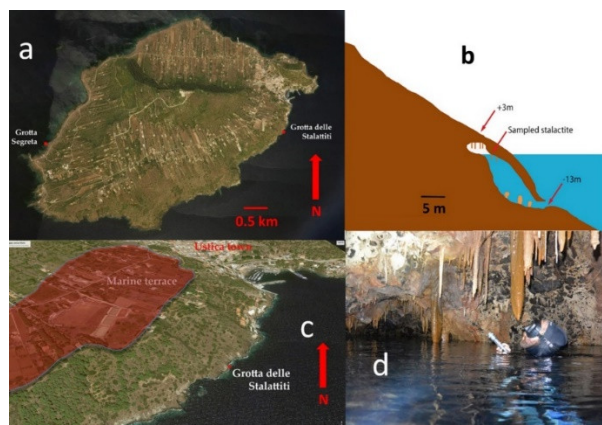 a
Grotta
Segreta
Grotta delle
Stalattiti
0.5 km
N
b
+3m
Sampled stalactite
-13m
5 m
Ustica town
Marine terrace
c
Grotta delle
Stalattiti
N
d